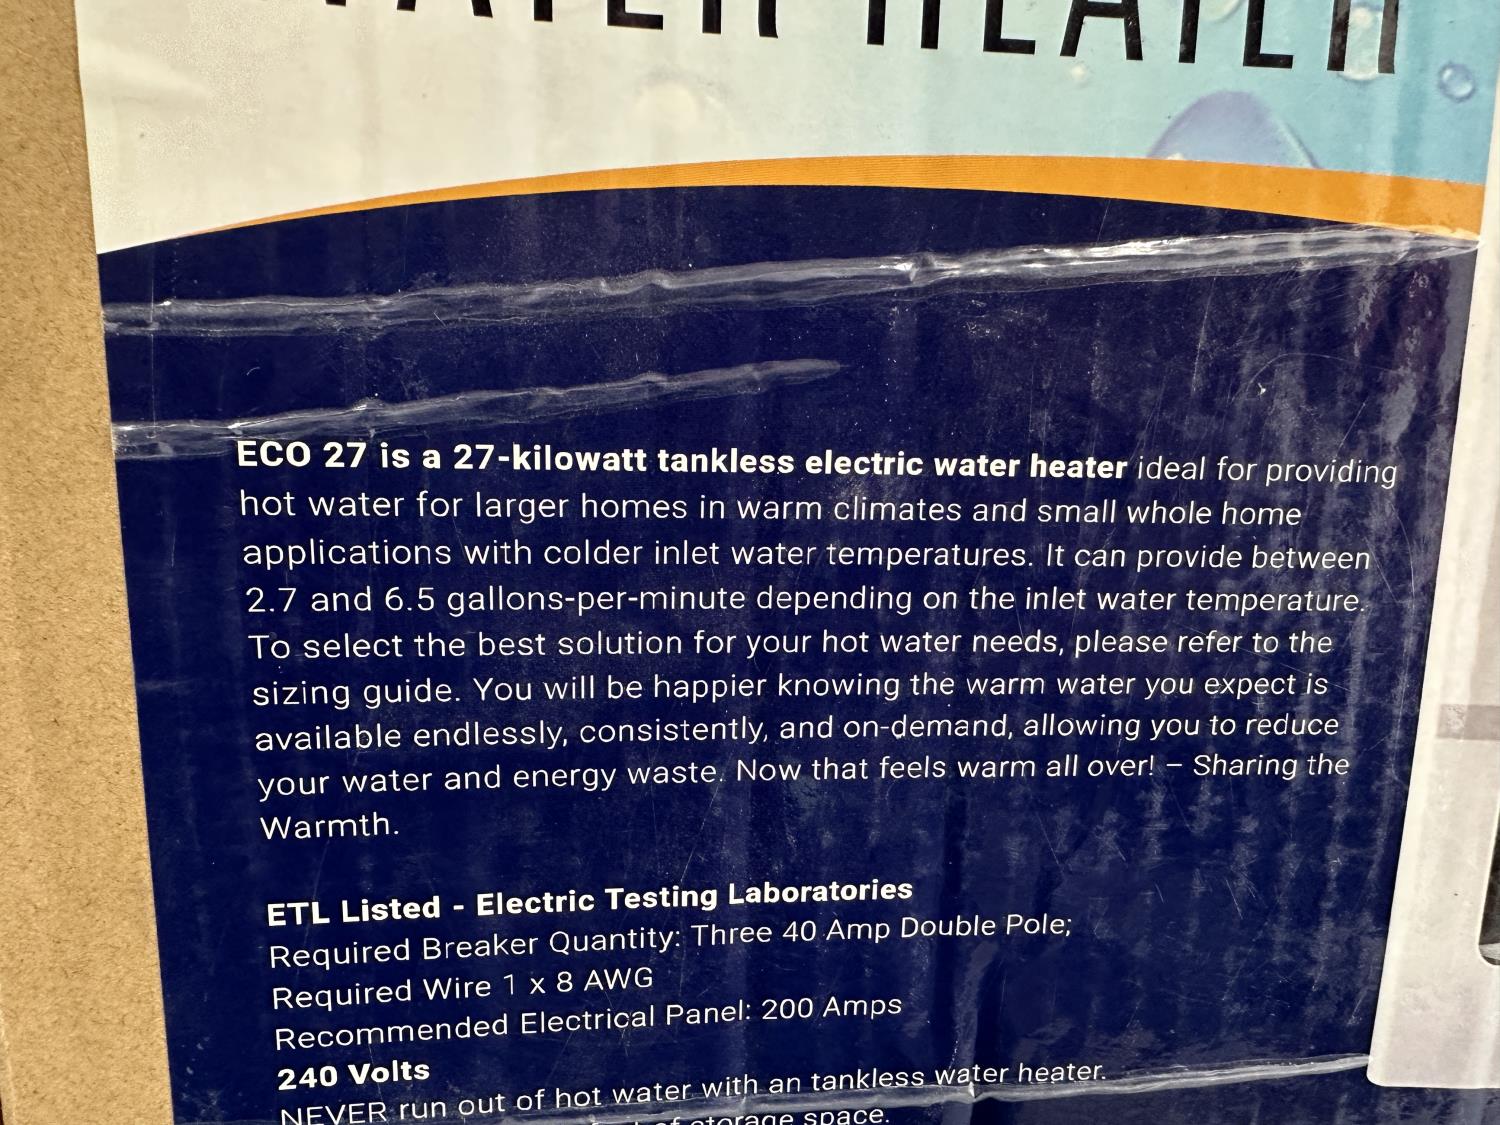 WATER HEATER
ECO 27 is a 27-kilowatt tankless electric water heater ideal for providing
hot water for larger homes in warm climates and small whole home
applications with colder inlet water temperatures. It can provide between
2.7 and 6.5 gallons-per-minute depending on the inlet water temperature.
To select the best solution for your hot water needs, please refer to the
sizing guide. You will be happier knowing the warm water you expect is
available endlessly, consistently, and on-demand, allowing you to reduce
your water and energy waste. Now that feels warm all over! – Sharing the
Warmth.
ETL Listed - Electric Testing Laboratories
Required Breaker Quantity: Three 40 Amp Double Pole;
Required Wire 1 x 8 AWG
Recommended Electrical Panel: 200 Amps
240 Volts
NEVER run out of hot water with an tankless water heater.
of storage space.